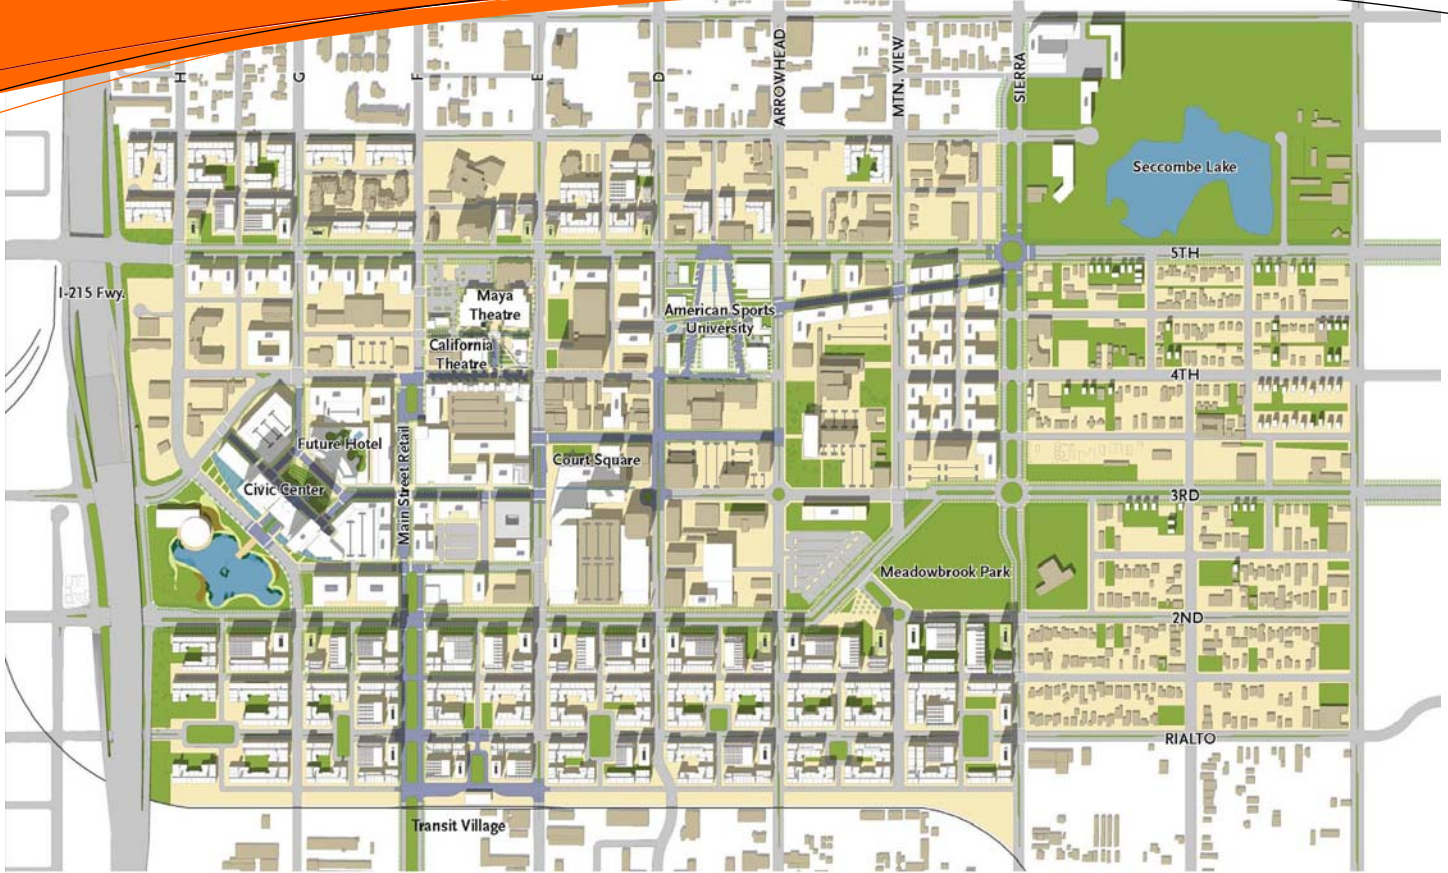 H
G
F
E
D
ARROWHEAD
MTN. VIEW
SIERRA
Seccombe Lake
5TH
I-215 Fwy.
Maya
Theatre
American Sports
University
California
Theatre
4TH
Future Hotel
Main Street Retail
Court Square
Civic Center
3RD
Meadowbrook Park
2ND
RIALTO
Transit Village